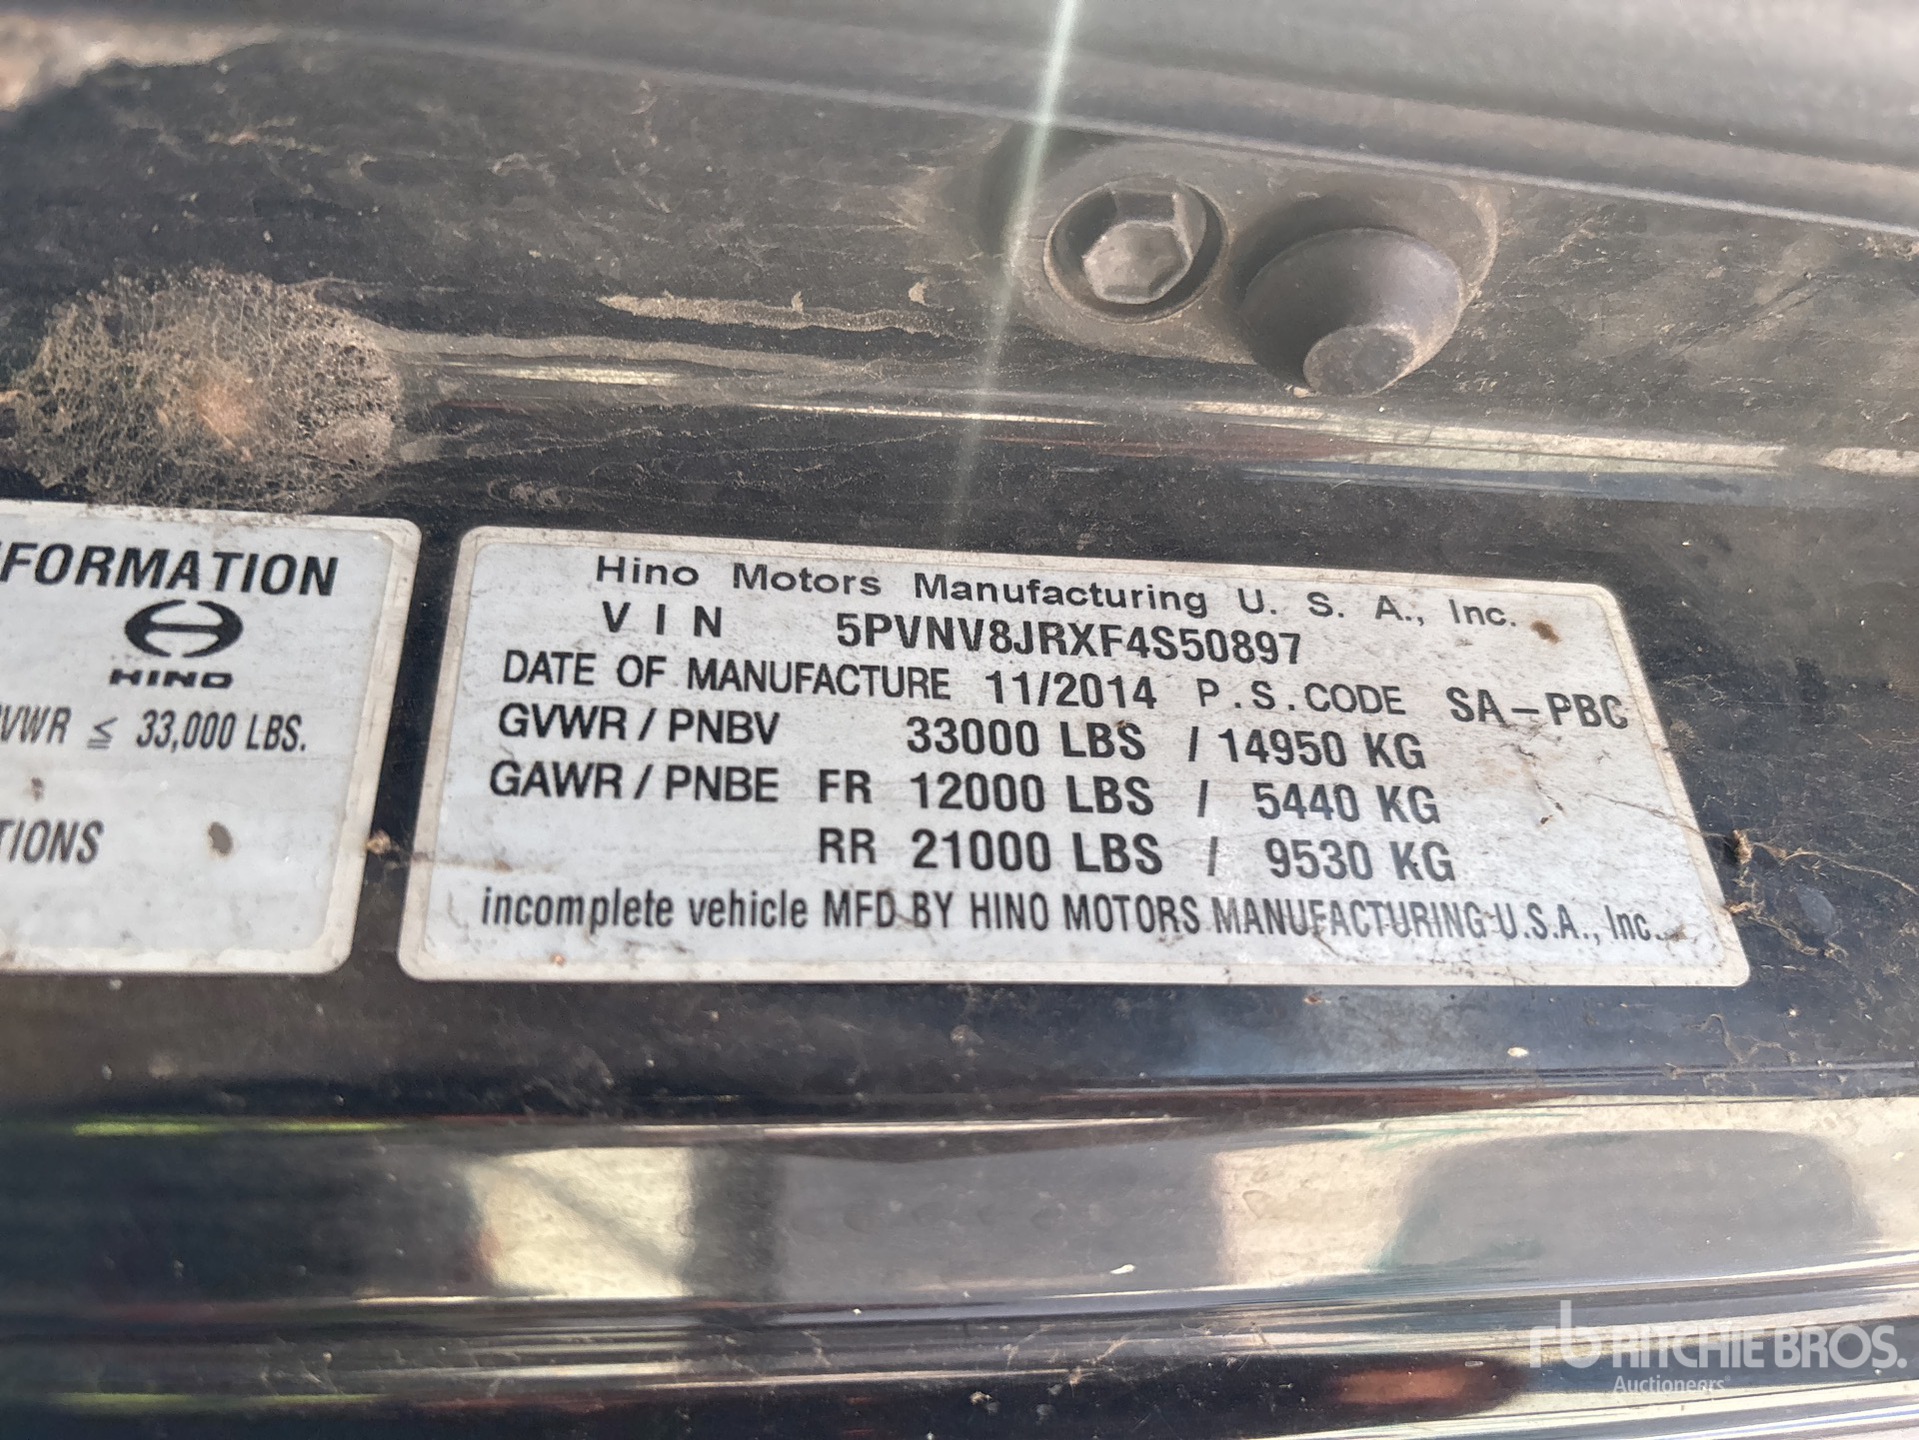 FORMATION
HINO
VWR ≦ 33,000 LBS.
TIONS
Hino Motors Manufacturing U. S. A., Inc.
V I N 5PVNV8JRXF4S50897
DATE OF MANUFACTURE 11/2014 P.S.CODE SA-PBC
GVWR / PNBV 33000 LBS / 14950 KG
GAWR / PNBE FR 12000 LBS / 5440 KG
RR 21000 LBS / 9530 KG
incomplete vehicle MFD BY HINO MOTORS MANUFACTURING U.S.A., Inc.
rb RITCHIE BROS.
Auctioneers